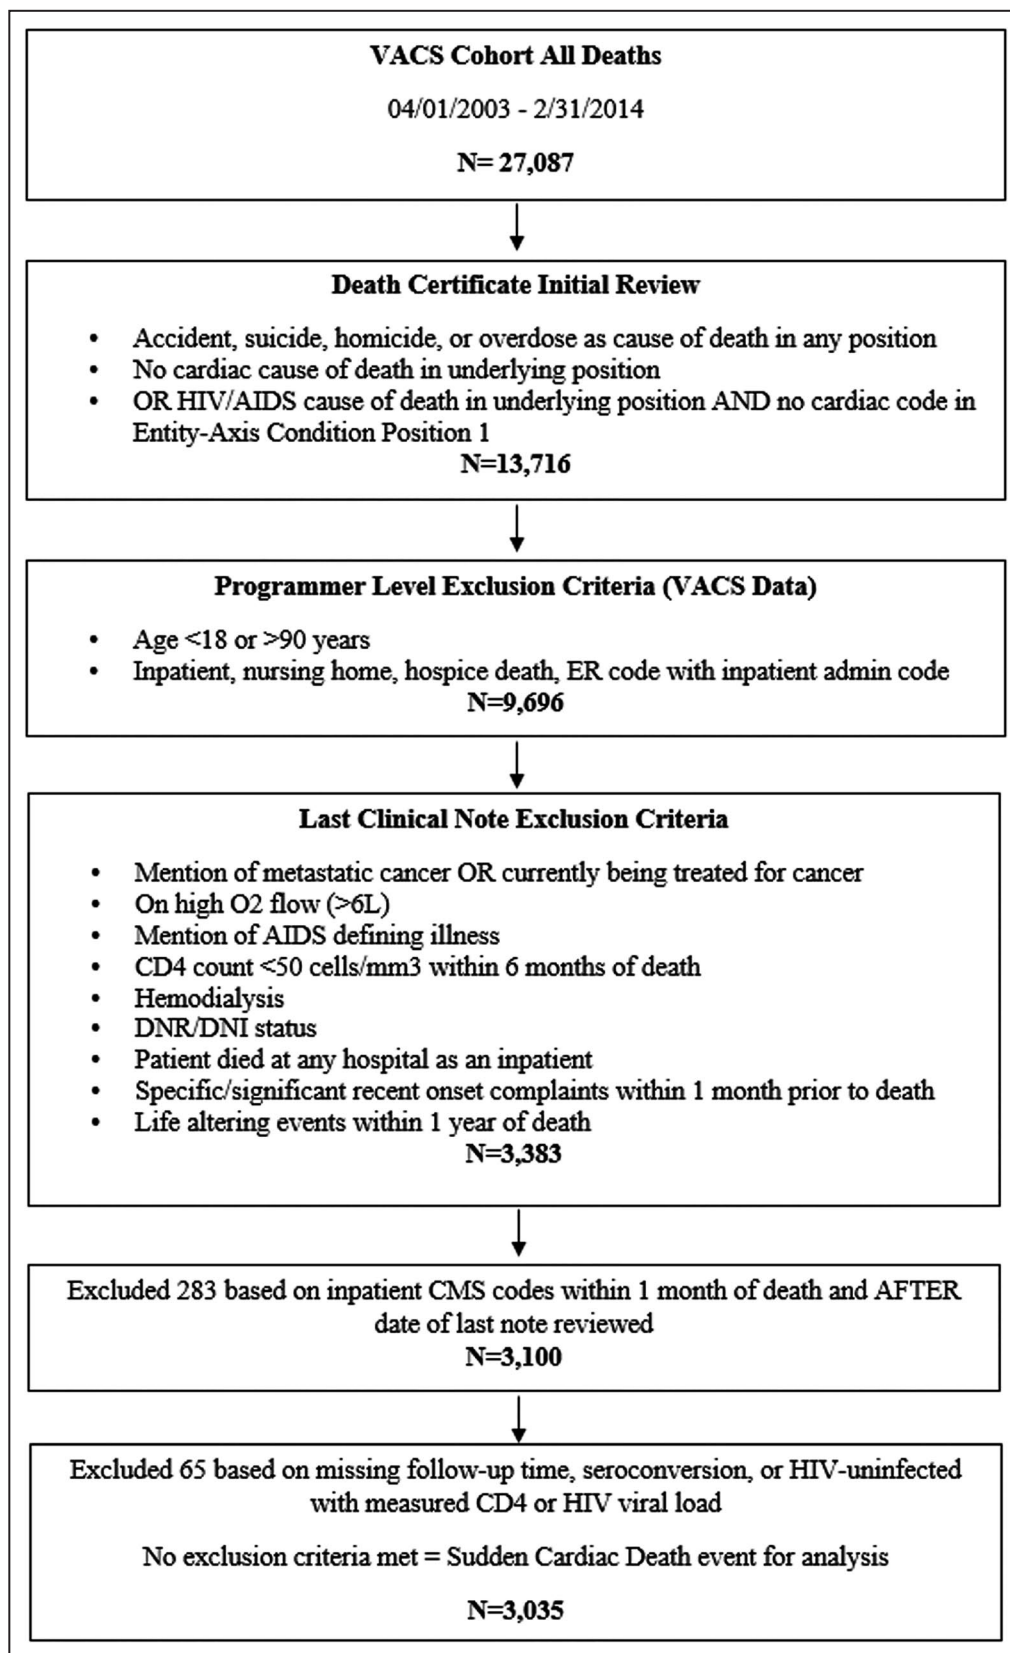 VACS Cohort All Deaths
04/01/2003 - 2/31/2014
N= 27,087
Death Certificate Initial Review
• Accident, suicide, homicide, or overdose as cause of death in any position
• No cardiac cause of death in underlying position
• OR HIV/AIDS cause of death in underlying position AND no cardiac code in
Entity-Axis Condition Position 1
N=13,716
Programmer Level Exclusion Criteria (VACS Data)
• Age <18 or >90 years
• Inpatient, nursing home, hospice death, ER code with inpatient admin code
N=9,696
Last Clinical Note Exclusion Criteria
• Mention of metastatic cancer OR currently being treated for cancer
• On high O2 flow (>6L)
• Mention of AIDS defining illness
• CD4 count <50 cells/mm3 within 6 months of death
• Hemodialysis
• DNR/DNI status
• Patient died at any hospital as an inpatient
• Specific/significant recent onset complaints within 1 month prior to death
• Life altering events within 1 year of death
N=3,383
Excluded 283 based on inpatient CMS codes within 1 month of death and AFTER
date of last note reviewed
N=3,100
Excluded 65 based on missing follow-up time, seroconversion, or HIV-uninfected
with measured CD4 or HIV viral load
No exclusion criteria met = Sudden Cardiac Death event for analysis
N=3,035